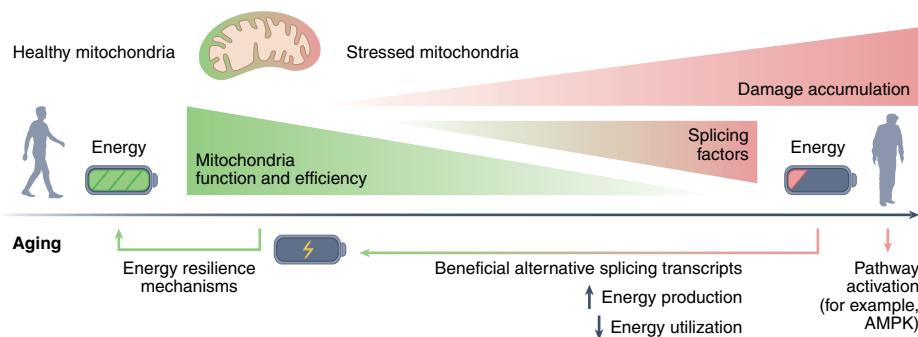 Healthy mitochondria
Stressed mitochondria
Damage accumulation
Energy
Mitochondria
function and efficiency
Splicing
factors
Energy
Aging
Energy resilience
mechanisms
Beneficial alternative splicing transcripts
Energy production
Energy utilization
Pathway
activation
(for example,
AMPK)